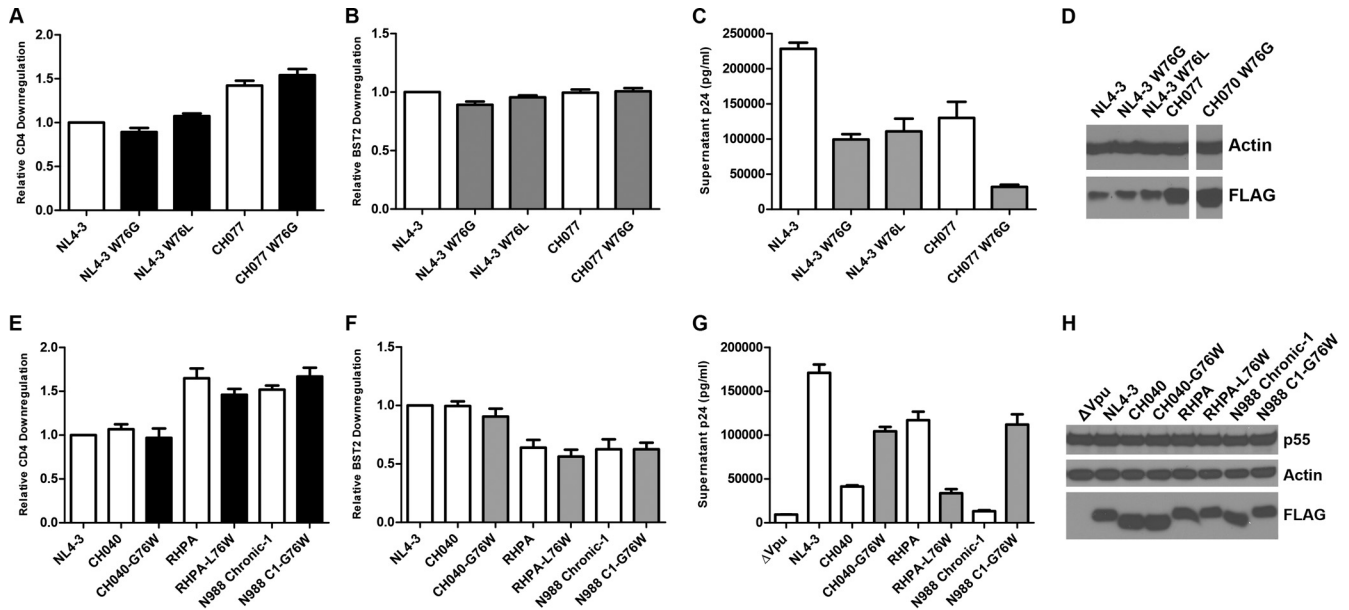 A
Relative CD4 Downregulation
2.0
1.5
1.0
0.5
0.0
NL4-3
NL4-3 W76G
NL4-3 W76L
CH077
CH077 W76G
B
Relative BST2 Downregulation
1.5
1.0
0.5
0.0
NL4-3
NL4-3 W76G
NL4-3 W76L
CH077
CH077 W76G
C
Supernatant p24 (pg/ml)
250000
200000
150000
100000
50000
0
NL4-3
NL4-3 W76G
NL4-3 W76L
CH077
CH077 W76G
D
NL4-3
NL4-3 W76G
NL4-3 W76L
CH077
CH070 W76G
Actin
FLAG
E
Relative CD4 Downregulation
2.0
1.5
1.0
0.5
0.0
NL4-3
CH040
CH040-G76W
RHPA
RHPA-L76W
N988 Chronic-1
N988 C1-G76W
F
Relative BST2 Downregulation
1.5
1.0
0.5
0.0
NL4-3
CH040
CH040-G76W
RHPA
RHPA-L76W
N988 Chronic-1
N988 C1-G76W
G
Supernatant p24 (pg/ml)
200000
150000
100000
50000
0
ΔVpu
NL4-3
CH040
CH040-G76W
RHPA
RHPA-L76W
N988 Chronic-1
N988 C1-G76W
H
ΔVpu
NL4-3
CH040
CH040-G76W
RHPA
RHPA-L76W
N988 Chronic-1
N988 C1-G76W
p55
Actin
FLAG